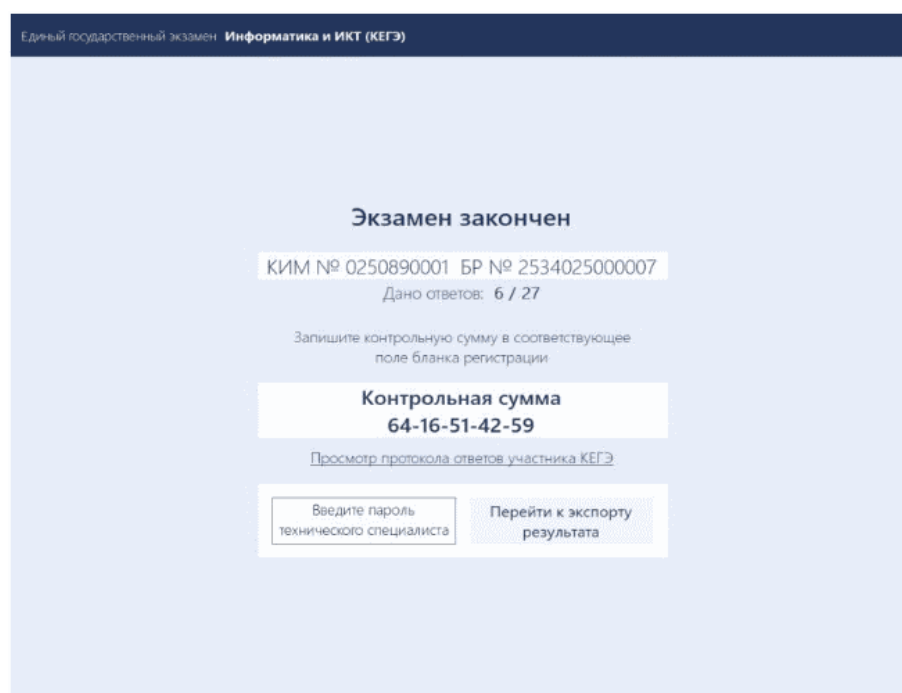 Единый государственный экзамен Информатика и ИКТ (КЕГЭ)
Экзамен закончен
КИМ № 0250890001 БР № 2534025000007
Дано ответов: 6 / 27
Запишите контрольную сумму в соответствующее
поле бланка регистрации
Контрольная сумма
64-16-51-42-59
Просмотр протокола ответов участника КЕГЭ
Введите пароль
технического специалиста
Перейти к экспорту
результата